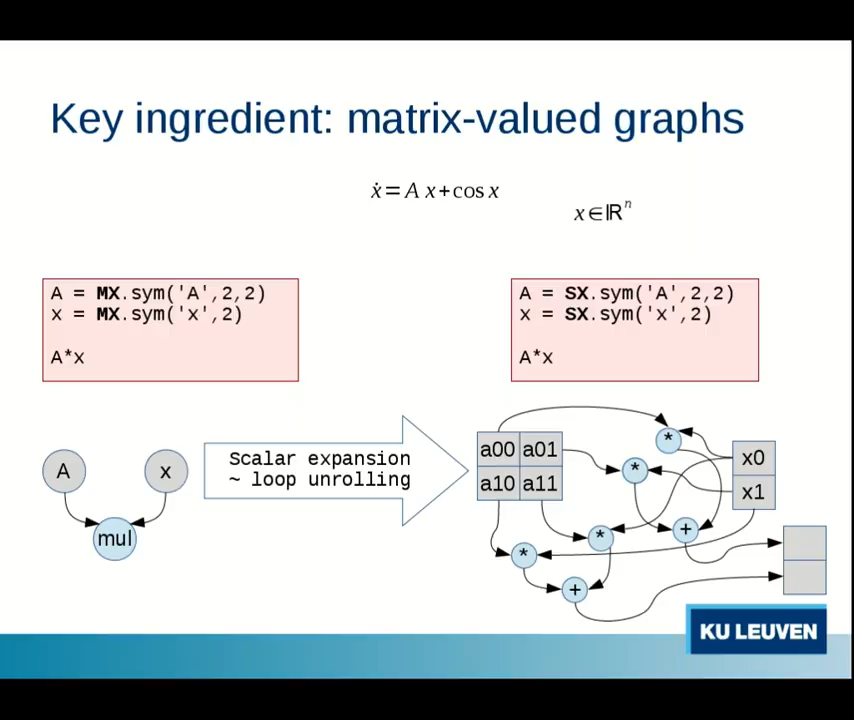 Key ingredient: matrix-valued graphs
ẋ = A x + cos x
x ∈ ℝⁿ
A = MX.sym('A',2,2)
x = MX.sym('x',2)
A*x
A = SX.sym('A',2,2)
x = SX.sym('x',2)
A*x
A
x
mul
Scalar expansion
~ loop unrolling
a00 a01
a10 a11
*
*
*
*
+
+
x0
x1
KU LEUVEN